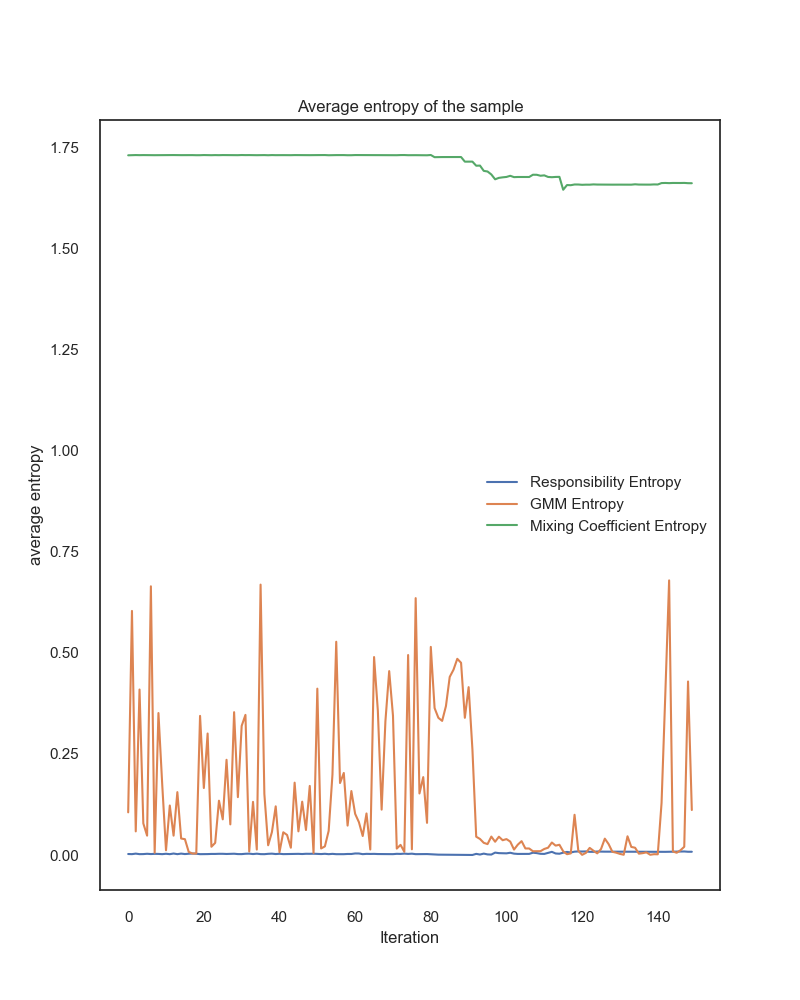 Average entropy of the sample
1.75
1.50
1.25
1.00
0.75
0.50
0.25
0.00
average entropy
Responsibility Entropy
GMM Entropy
Mixing Coefficient Entropy
0 20 40 60 80 100 120 140
Iteration